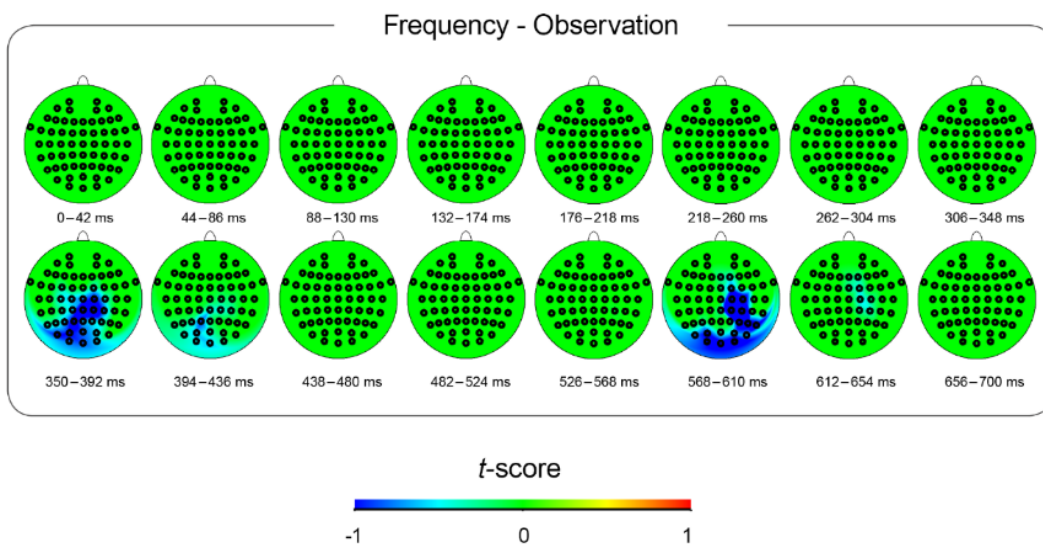 Frequency - Observation
0–42 ms 44–86 ms 88–130 ms 132–174 ms 176–218 ms 218–260 ms 262–304 ms 306–348 ms
350–392 ms 394–436 ms 438–480 ms 482–524 ms 526–568 ms 568–610 ms 612–654 ms 656–700 ms
t-score
-1 0 1